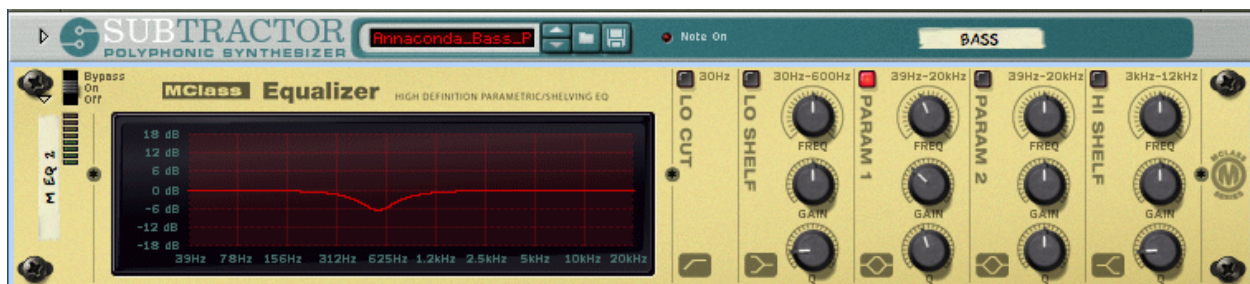 SUBTRACTOR
POLYPHONIC SYNTHESIZER
Annaconda_Bass_P
Note On
BASS
Bypass
On
Off
MClass Equalizer HIGH DEFINITION PARAMETRIC/SHELVING EQ
M EQ 2
18 dB
12 dB
6 dB
0 dB
-6 dB
-12 dB
-18 dB
39Hz 78Hz 156Hz 312Hz 625Hz 1.2kHz 2.5kHz 5kHz 10kHz 20kHz
30Hz
LO CUT
30Hz-600Hz
LO SHELF
FREQ
GAIN
Q
39Hz-20kHz
PARAM 1
FREQ
GAIN
Q
39Hz-20kHz
PARAM 2
FREQ
GAIN
Q
3kHz-12kHz
HI SHELF
FREQ
GAIN
Q
MCLASS
M
SERIES